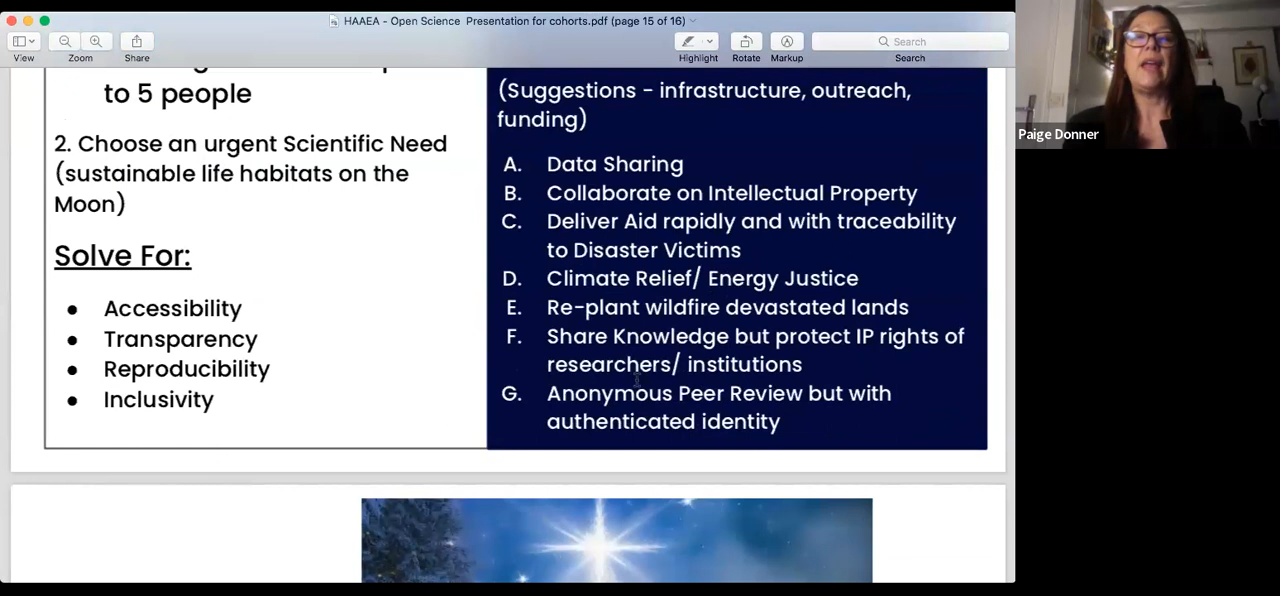 HAAEA - Open Science Presentation for cohorts.pdf (page 15 of 16)
View
Zoom
Share
Highlight
Rotate
Markup
Search
Search
to 5 people
2. Choose an urgent Scientific Need
(sustainable life habitats on the
Moon)
Solve For:
● Accessibility
● Transparency
● Reproducibility
● Inclusivity
(Suggestions - infrastructure, outreach,
funding)
A. Data Sharing
B. Collaborate on Intellectual Property
C. Deliver Aid rapidly and with traceability
to Disaster Victims
D. Climate Relief/ Energy Justice
E. Re-plant wildfire devastated lands
F. Share Knowledge but protect IP rights of
researchers/ institutions
G. Anonymous Peer Review but with
authenticated identity
Paige Donner